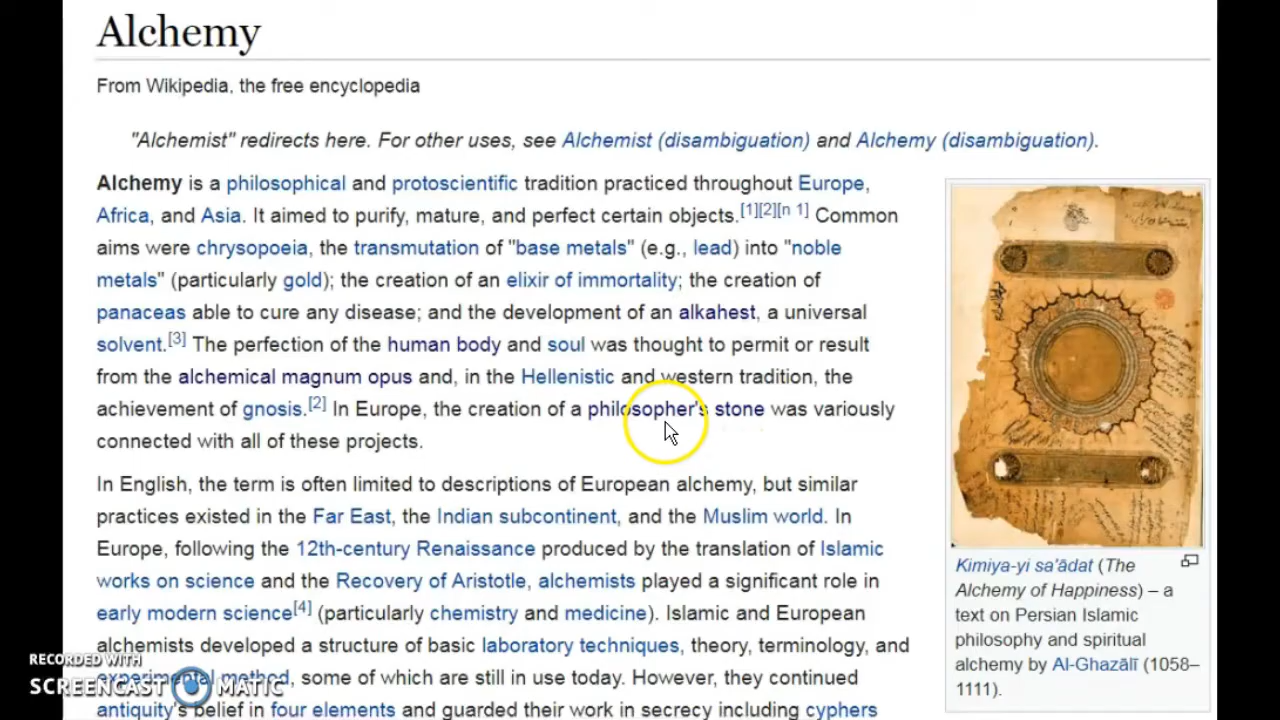 Alchemy
From Wikipedia, the free encyclopedia
"Alchemist" redirects here. For other uses, see Alchemist (disambiguation) and Alchemy (disambiguation).
Alchemy is a philosophical and protoscientific tradition practiced throughout Europe,
Africa, and Asia. It aimed to purify, mature, and perfect certain objects.[1][2][n 1] Common
aims were chrysopoeia, the transmutation of "base metals" (e.g., lead) into "noble
metals" (particularly gold); the creation of an elixir of immortality; the creation of
panaceas able to cure any disease; and the development of an alkahest, a universal
solvent.[3] The perfection of the human body and soul was thought to permit or result
from the alchemical magnum opus and, in the Hellenistic and western tradition, the
achievement of gnosis.[2] In Europe, the creation of a philosopher's stone was variously
connected with all of these projects.
In English, the term is often limited to descriptions of European alchemy, but similar
practices existed in the Far East, the Indian subcontinent, and the Muslim world. In
Europe, following the 12th-century Renaissance produced by the translation of Islamic
works on science and the Recovery of Aristotle, alchemists played a significant role in
early modern science[4] (particularly chemistry and medicine). Islamic and European
alchemists developed a structure of basic laboratory techniques, theory, terminology, and
experimental method, some of which are still in use today. However, they continued
antiquity's belief in four elements and guarded their work in secrecy including cyphers
Kimiya-yi sa'ādat (The
Alchemy of Happiness) – a
text on Persian Islamic
philosophy and spiritual
alchemy by Al-Ghazālī (1058–
1111).
RECORDED WITH
SCREENCAST MATIC